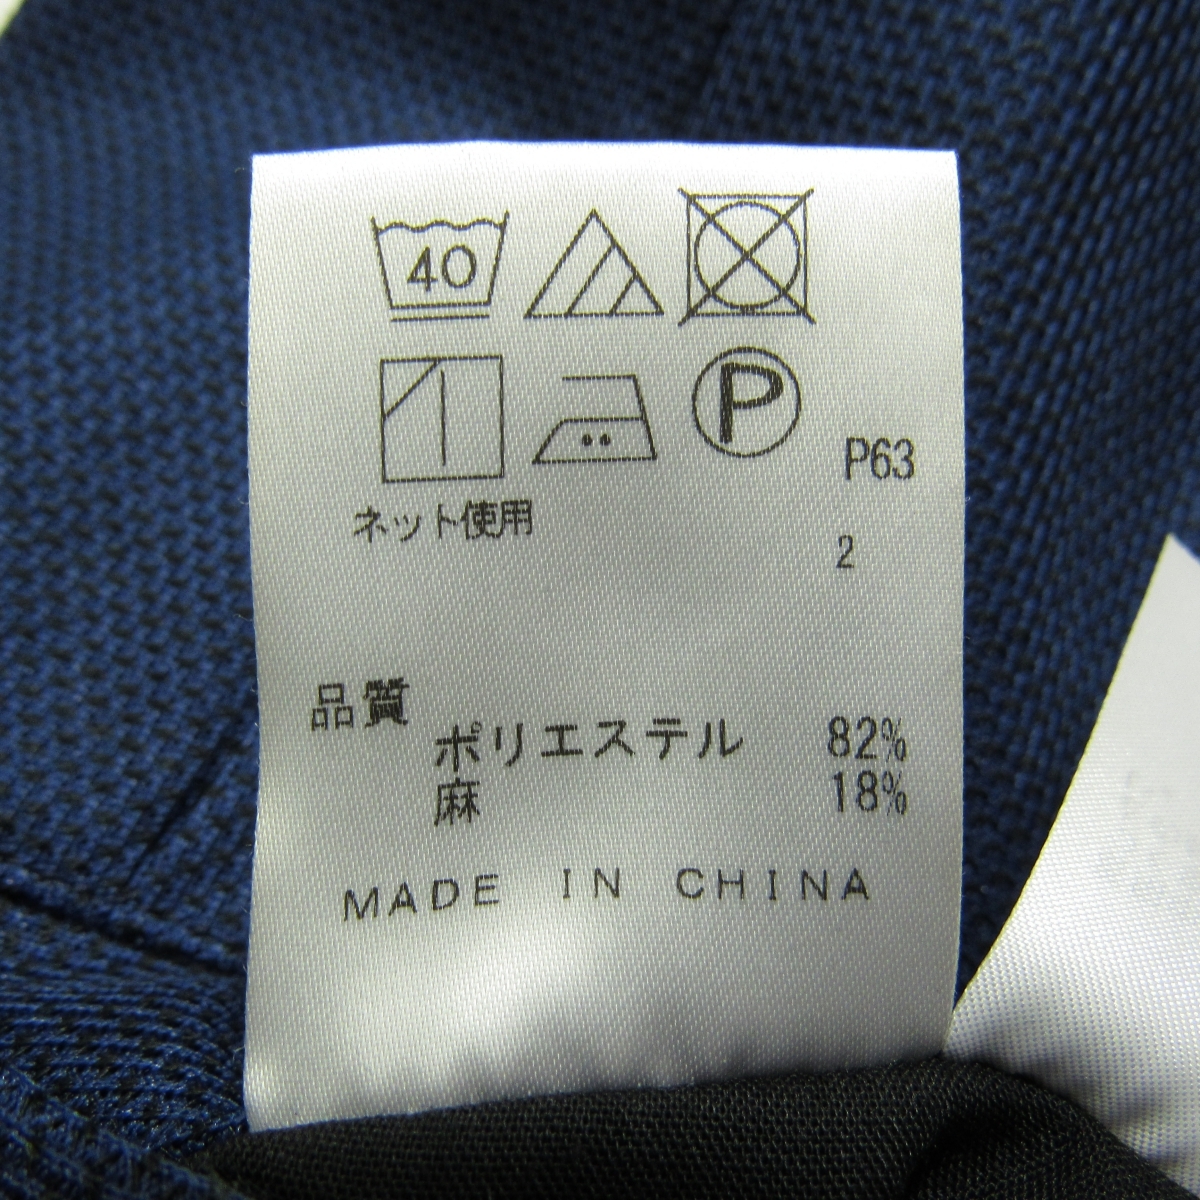 40
P
P63
ネット使用
2
品質
ポリエステル 82%
麻 18%
MADE IN CHINA